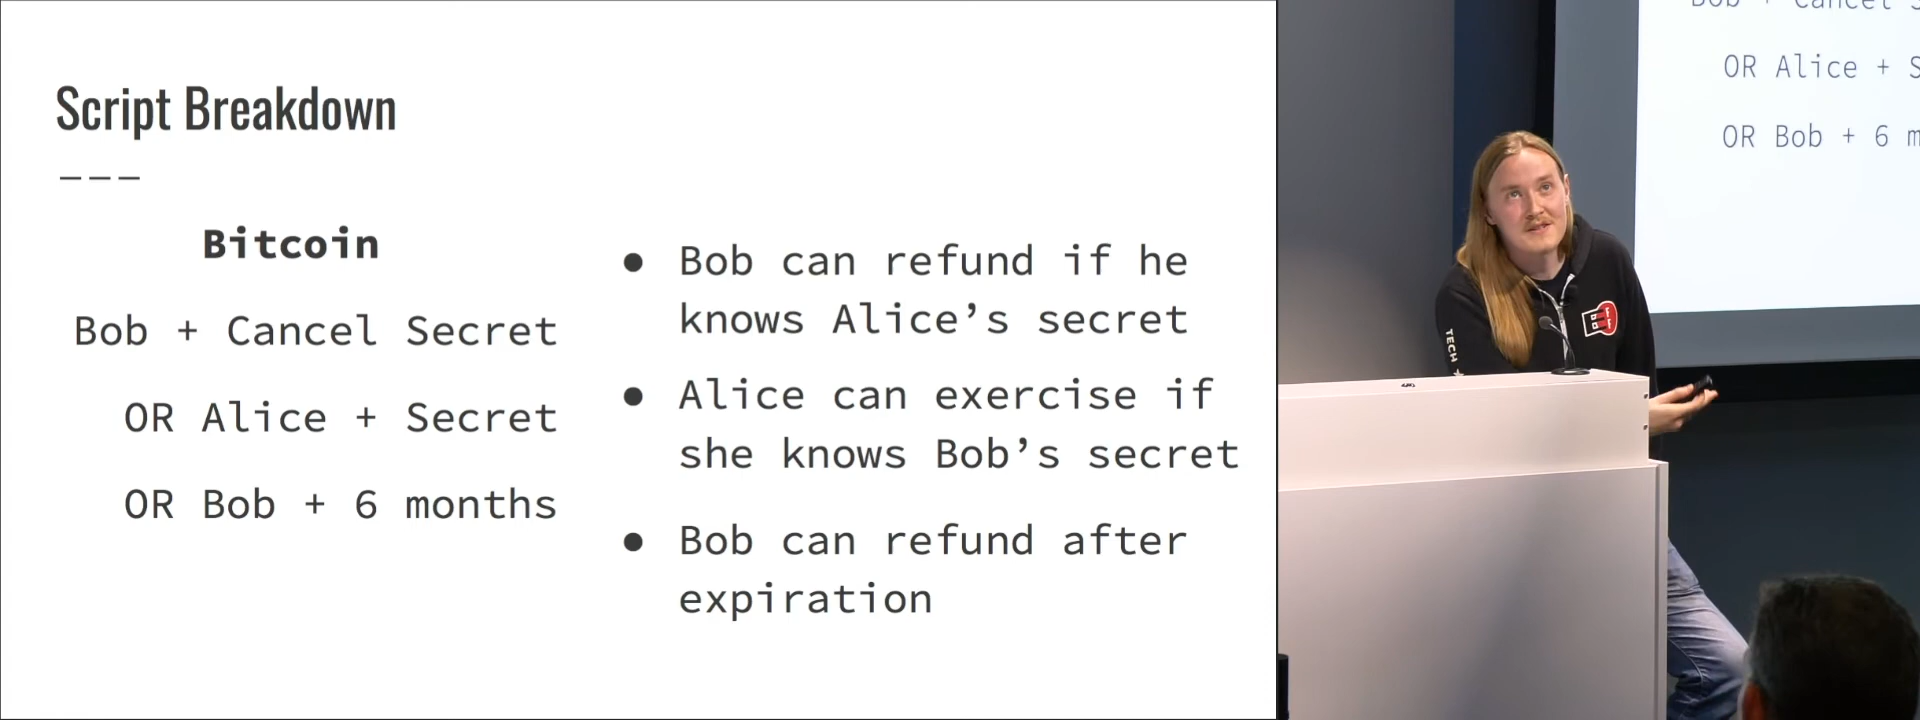 Script Breakdown
---
Bitcoin
Bob + Cancel Secret
OR Alice + Secret
OR Bob + 6 months
● Bob can refund if he
knows Alice’s secret
● Alice can exercise if
she knows Bob’s secret
● Bob can refund after
expiration
Bob + Cancel S
OR Alice + S
OR Bob + 6 m
TECH